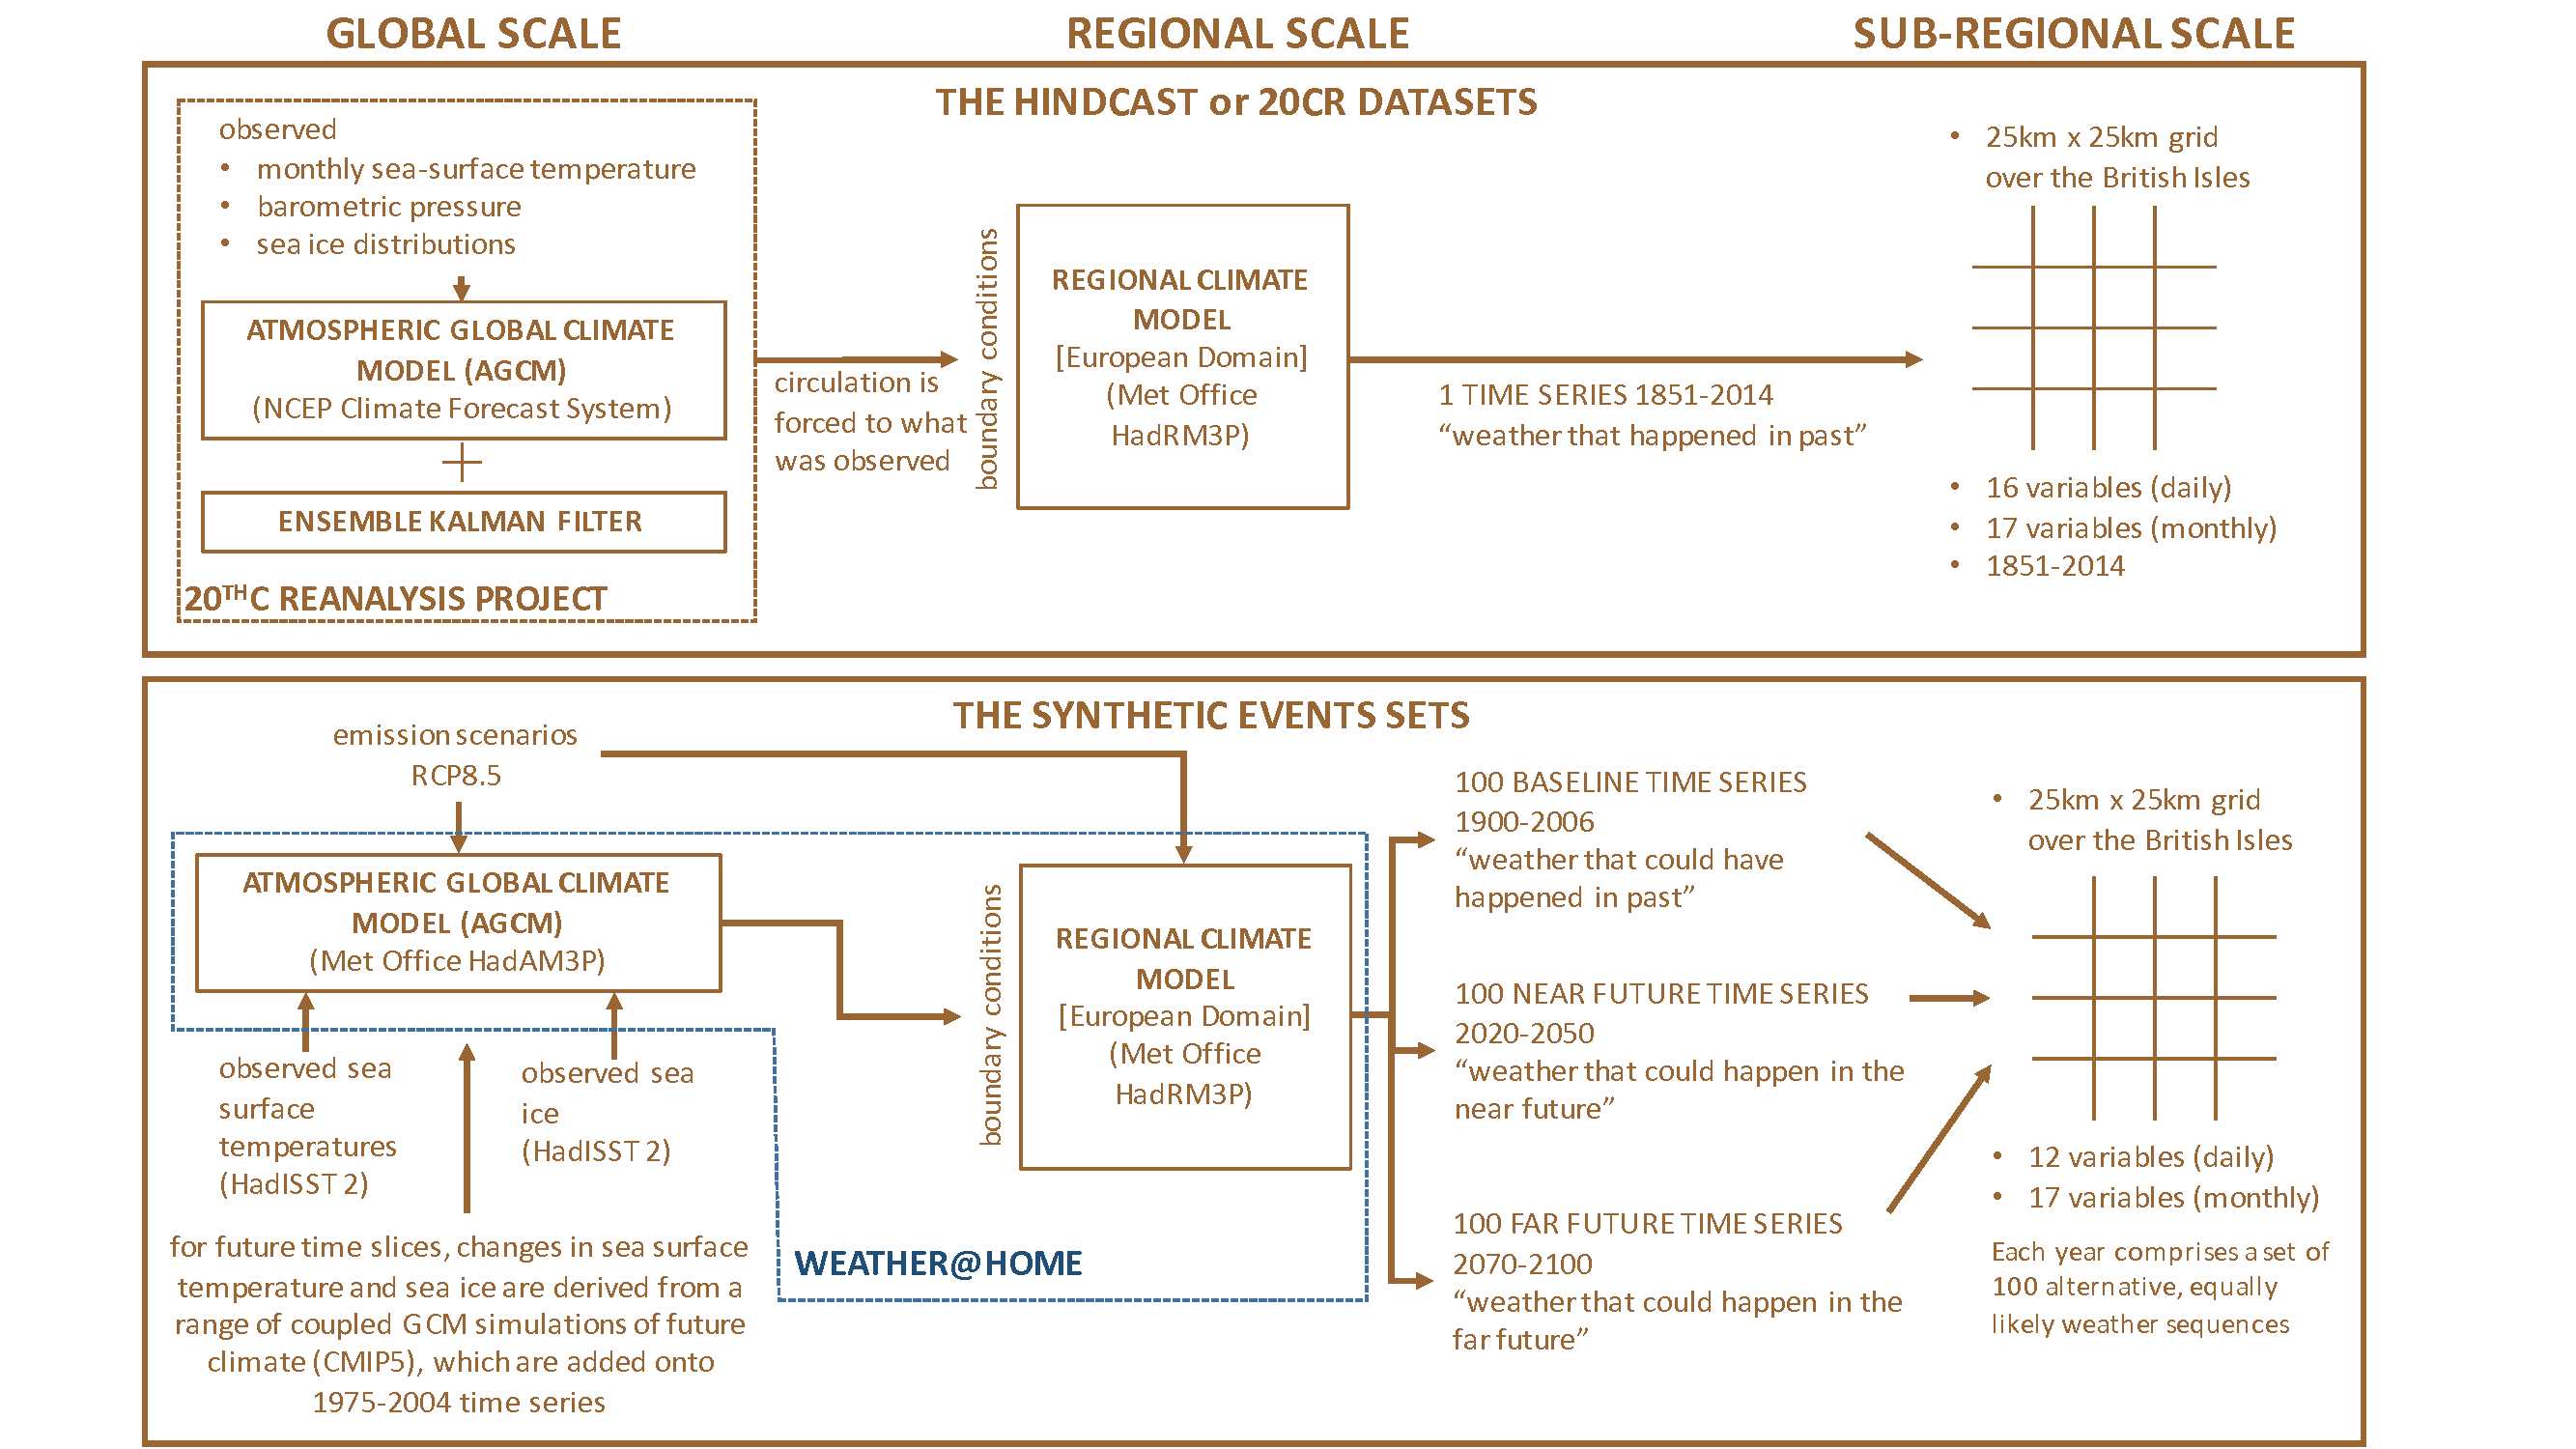 GLOBAL SCALE
REGIONAL SCALE
SUB-REGIONAL SCALE
THE HINDCAST or 20CR DATASETS
observed
• monthly sea-surface temperature
• barometric pressure
• sea ice distributions
ATMOSPHERIC GLOBAL CLIMATE
MODEL (AGCM)
(NCEP Climate Forecast System)
+
ENSEMBLE KALMAN FILTER
20THC REANALYSIS PROJECT
circulation is
forced to what
was observed
boundary conditions
REGIONAL CLIMATE
MODEL
[European Domain]
(Met Office
HadRM3P)
1 TIME SERIES 1851-2014
“weather that happened in past”
• 25km x 25km grid
over the British Isles
• 16 variables (daily)
• 17 variables (monthly)
• 1851-2014
THE SYNTHETIC EVENTS SETS
emission scenarios
RCP8.5
ATMOSPHERIC GLOBAL CLIMATE
MODEL (AGCM)
(Met Office HadAM3P)
observed sea
surface
temperatures
(HadISST 2)
observed sea
ice
(HadISST 2)
for future time slices, changes in sea surface
temperature and sea ice are derived from a
range of coupled GCM simulations of future
climate (CMIP5), which are added onto
1975-2004 time series
boundary conditions
REGIONAL CLIMATE
MODEL
[European Domain]
(Met Office
HadRM3P)
WEATHER@HOME
100 BASELINE TIME SERIES
1900-2006
“weather that could have
happened in past”
100 NEAR FUTURE TIME SERIES
2020-2050
“weather that could happen in the
near future”
100 FAR FUTURE TIME SERIES
2070-2100
“weather that could happen in the
far future”
• 25km x 25km grid
over the British Isles
• 12 variables (daily)
• 17 variables (monthly)
Each year comprises a set of
100 alternative, equally
likely weather sequences